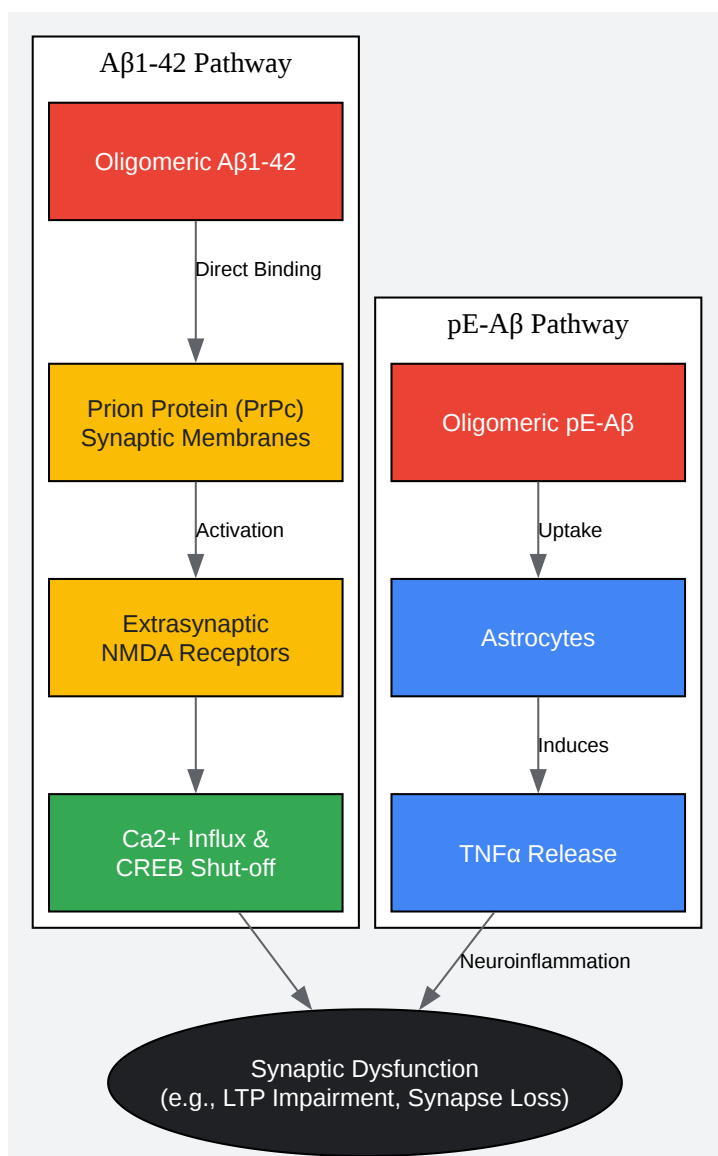 Aβ1-42 Pathway
Oligomeric Aβ1-42
Direct Binding
Prion Protein (PrPc)
Synaptic Membranes
Activation
Extrasynaptic
NMDA Receptors
Ca2+ Influx &
CREB Shut-off
pE-Aβ Pathway
Oligomeric pE-Aβ
Uptake
Astrocytes
Induces
TNFα Release
Neuroinflammation
Synaptic Dysfunction
(e.g., LTP Impairment, Synapse Loss)